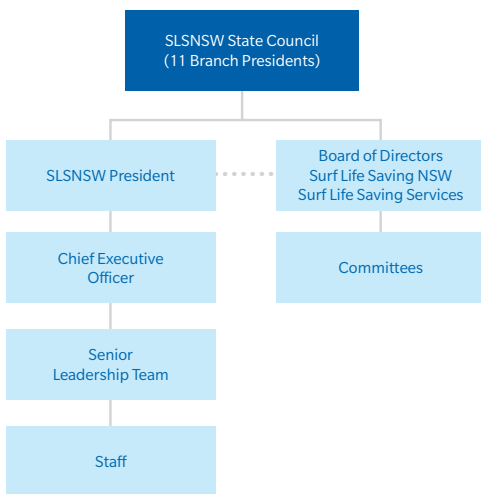 SLSNSW State Council
(11 Branch Presidents)
SLSNSW President
Board of Directors
Surf Life Saving NSW
Surf Life Saving Services
Chief Executive
Officer
Committees
Senior
Leadership Team
Staff